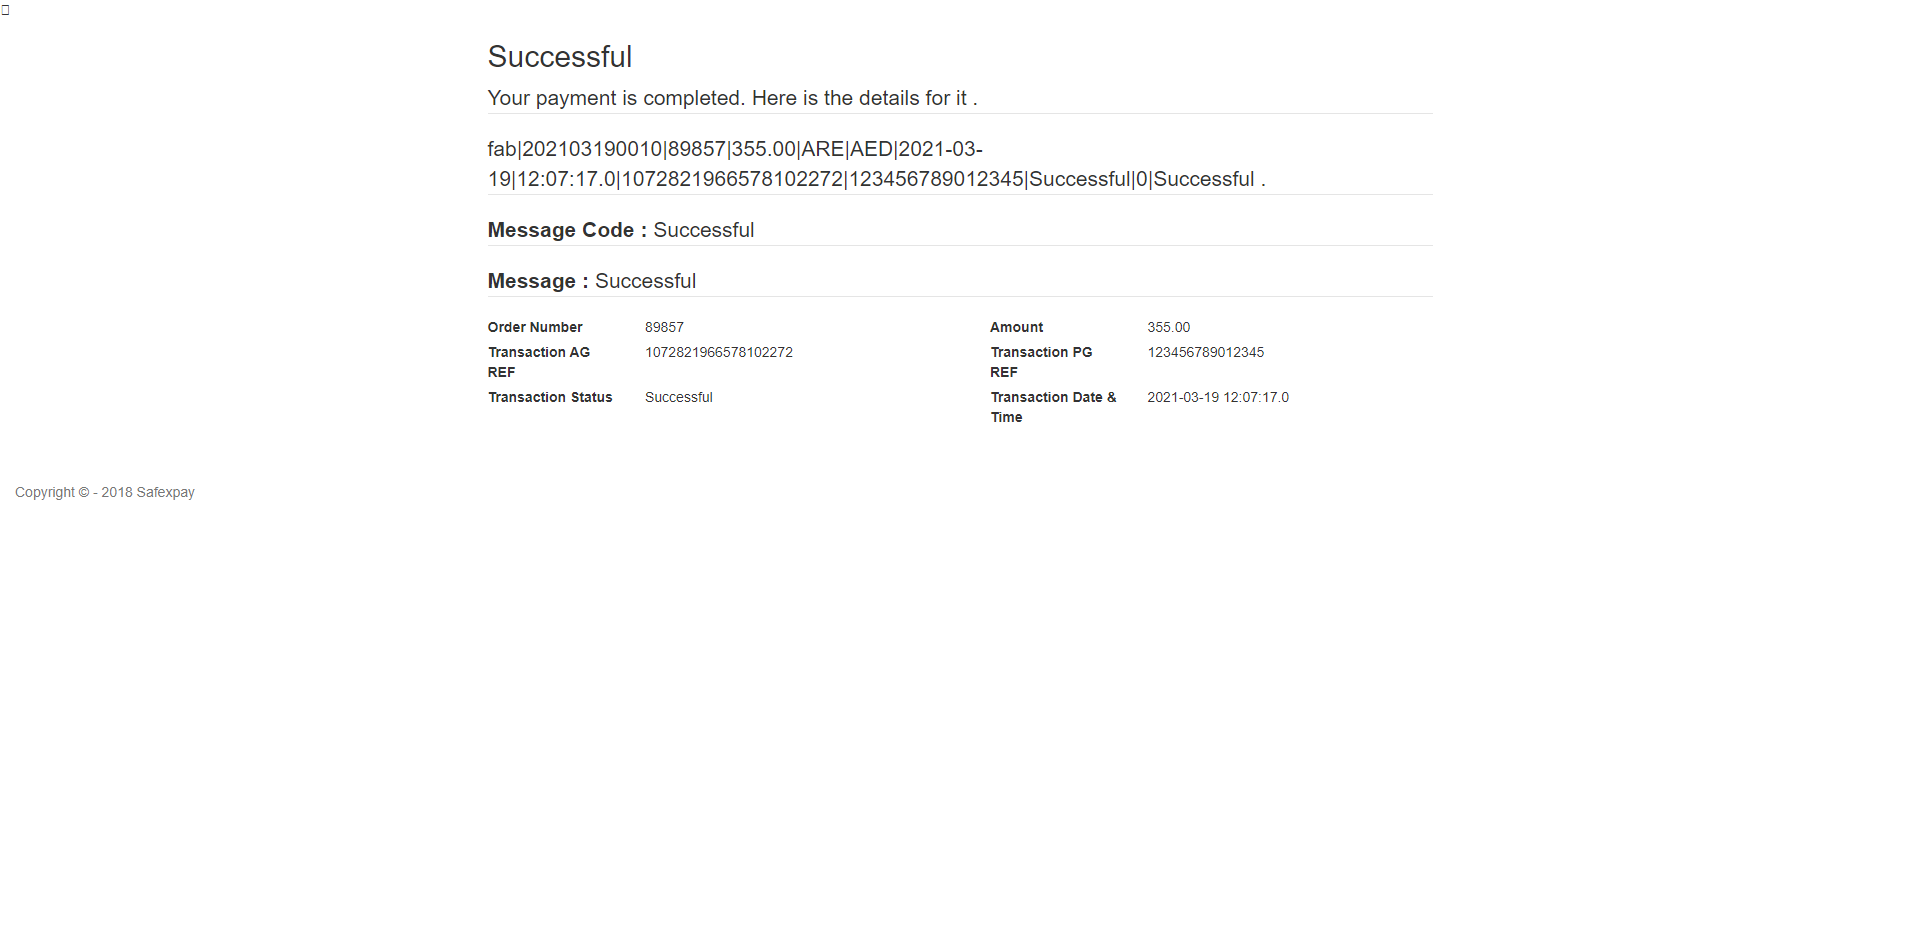 Successful
Your payment is completed. Here is the details for it .
fab|202103190010|89857|355.00|ARE|AED|2021-03-
19|12:07:17.0|1072821966578102272|123456789012345|Successful|0|Successful .
Message Code : Successful
Message : Successful
Order Number 89857 Amount 355.00
Transaction AG 1072821966578102272 Transaction PG 123456789012345
REF REF
Transaction Status Successful Transaction Date & 2021-03-19 12:07:17.0
Time
Copyright © - 2018 Safexpay